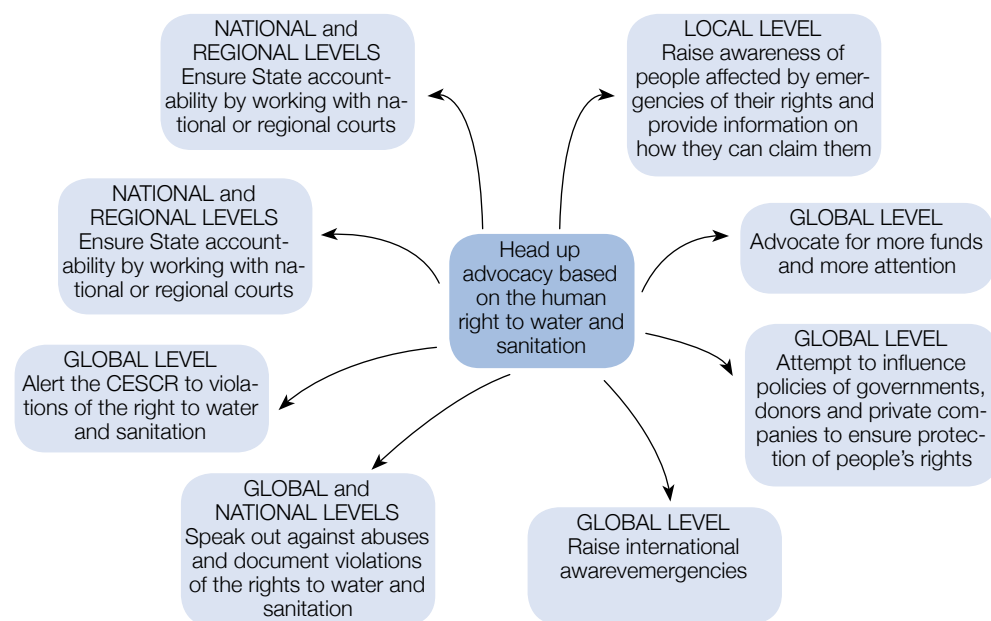 NATIONAL and
REGIONAL LEVELS
Ensure State account-
ability by working with na-
tional or regional courts
LOCAL LEVEL
Raise awareness of
people affected by emer-
gencies of their rights and
provide information on
how they can claim them
NATIONAL and
REGIONAL LEVELS
Ensure State account-
ability by working with na-
tional or regional courts
Head up
advocacy based
on the human
right to water and
sanitation
GLOBAL LEVEL
Advocate for more funds
and more attention
GLOBAL LEVEL
Alert the CESCR to viola-
tions of the right to water
and sanitation
GLOBAL LEVEL
Attempt to influence
policies of governments,
donors and private com-
panies to ensure protec-
tion of people's rights
GLOBAL and
NATIONAL LEVELS
Speak out against abuses
and document violations
of the rights to water and
sanitation
GLOBAL LEVEL
Raise international
awarevemergencies